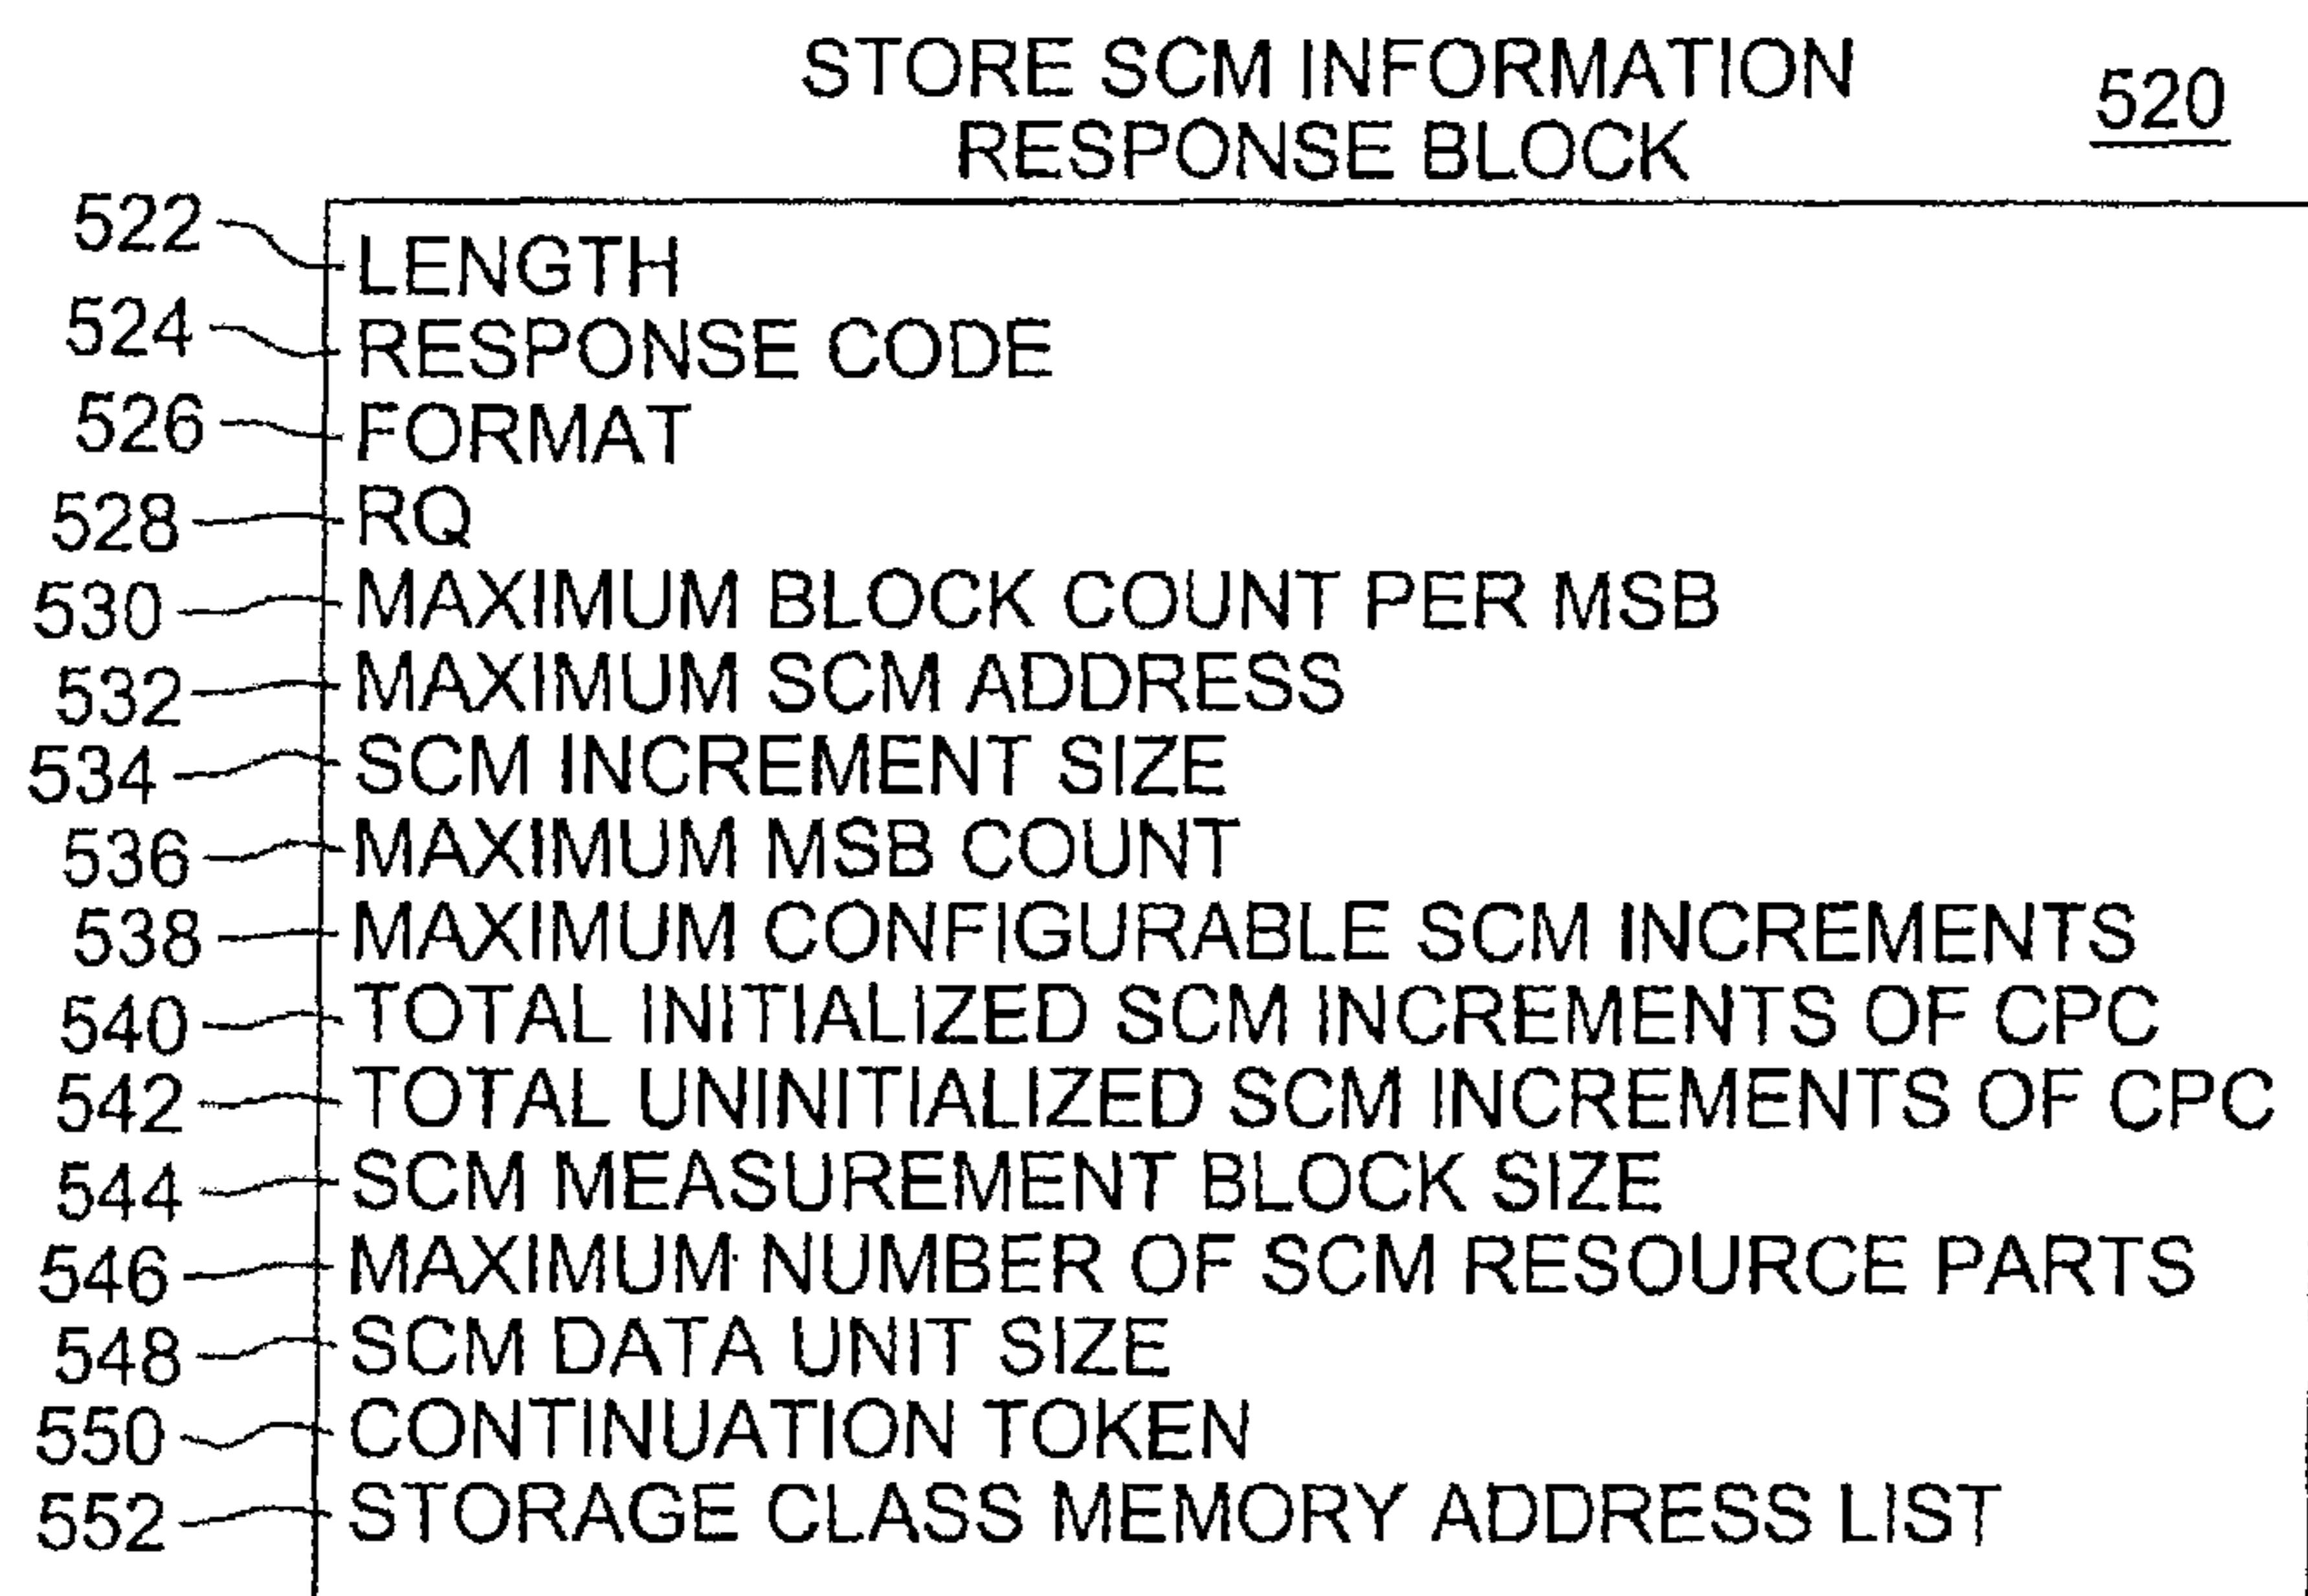 STORE SCM INFORMATION
RESPONSE BLOCK
520
522 LENGTH
524 RESPONSE CODE
526 FORMAT
528 RQ
530 MAXIMUM BLOCK COUNT PER MSB
532 MAXIMUM SCM ADDRESS
534 SCM INCREMENT SIZE
536 MAXIMUM MSB COUNT
538 MAXIMUM CONFIGURABLE SCM INCREMENTS
540 TOTAL INITIALIZED SCM INCREMENTS OF CPC
542 TOTAL UNINITIALIZED SCM INCREMENTS OF CPC
544 SCM MEASUREMENT BLOCK SIZE
546 MAXIMUM NUMBER OF SCM RESOURCE PARTS
548 SCM DATA UNIT SIZE
550 CONTINUATION TOKEN
552 STORAGE CLASS MEMORY ADDRESS LIST